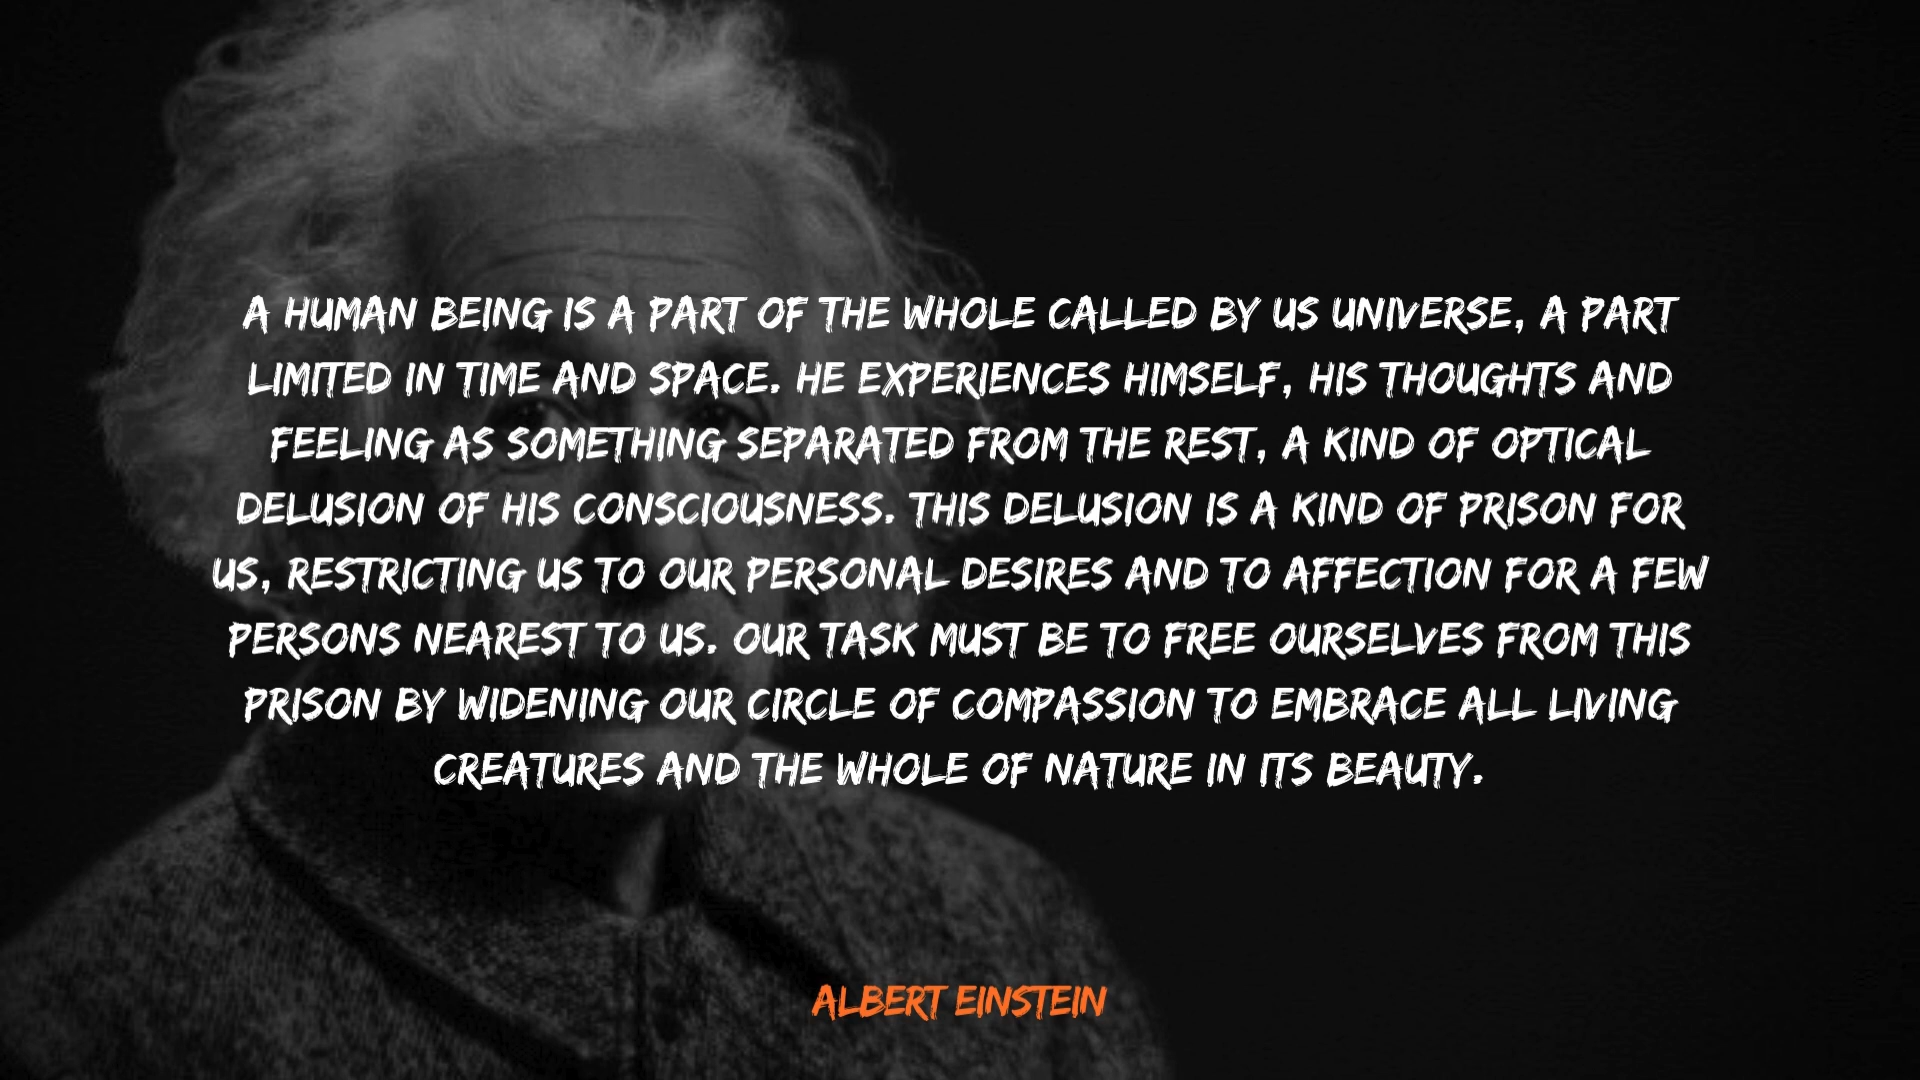 A HUMAN BEING IS A PART OF THE WHOLE CALLED BY US UNIVERSE, A PART
LIMITED IN TIME AND SPACE. HE EXPERIENCES HIMSELF, HIS THOUGHTS AND
FEELING AS SOMETHING SEPARATED FROM THE REST, A KIND OF OPTICAL
DELUSION OF HIS CONSCIOUSNESS. THIS DELUSION IS A KIND OF PRISON FOR
US, RESTRICTING US TO OUR PERSONAL DESIRES AND TO AFFECTION FOR A FEW
PERSONS NEAREST TO US. OUR TASK MUST BE TO FREE OURSELVES FROM THIS
PRISON BY WIDENING OUR CIRCLE OF COMPASSION TO EMBRACE ALL LIVING
CREATURES AND THE WHOLE OF NATURE IN ITS BEAUTY.
ALBERT EINSTEIN